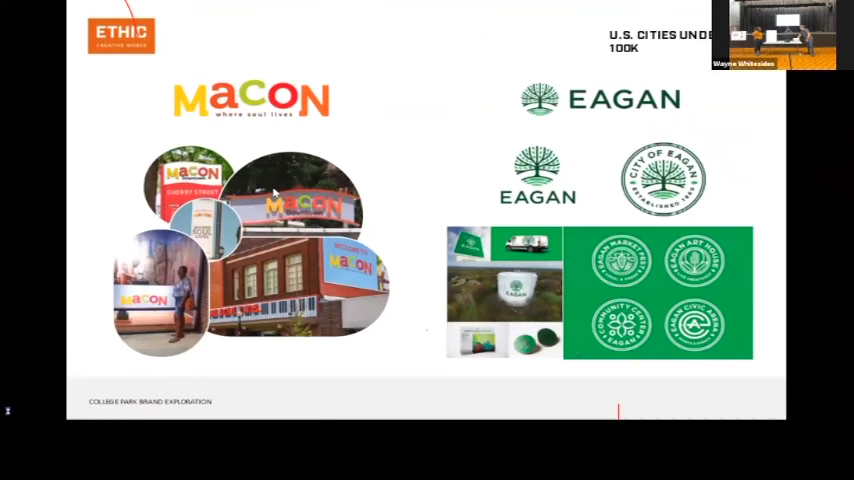 ETHIC
CREATIVE WORKS
U.S. CITIES UNDE
100K
Wayne Whitesides
MACON
where soul lives
EAGAN
EAGAN
CITY OF EAGAN
ESTABLISHED 1860
MACON
CHERRY STREET
MACON
SOUL
WELCOME TO
MACON
MACON
EAGAN
EAGAN MARKET FEST
EAGAN ART HOUSE
COMMUNITY CENTER
EAGAN
EAGAN CIVIC ARENA
COLLEGE PARK BRAND EXPLORATION